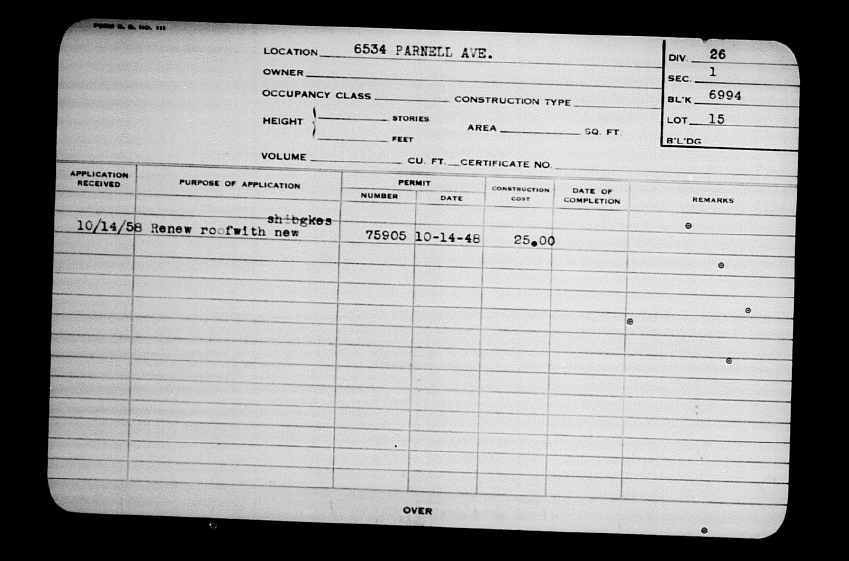 FORM S. D. NO. 111
LOCATION 6534 PARNELL AVE.
OWNER
OCCUPANCY CLASS CONSTRUCTION TYPE
HEIGHT STORIES
FEET
AREA SQ. FT.
VOLUME CU. FT. CERTIFICATE NO.
DIV. 26
SEC. 1
BL'K 6994
LOT 15
B'L'DG
APPLICATION RECEIVED PURPOSE OF APPLICATION PERMIT NUMBER DATE CONSTRUCTION COST DATE OF COMPLETION REMARKS
shibgkes
10/14/58 Renew roofwith new 75905 10-14-48 25.00
OVER